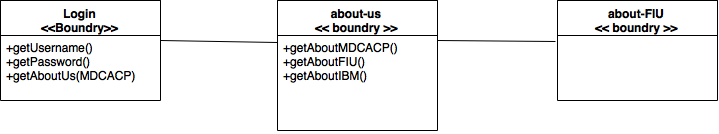 Login
<<Boundry>>
+getUsername()
+getPassword()
+getAboutUs(MDCACP)
about-us
<< boundry >>
+getAboutMDCACP()
+getAboutFIU()
+getAboutIBM()
about-FIU
<< boundry >>